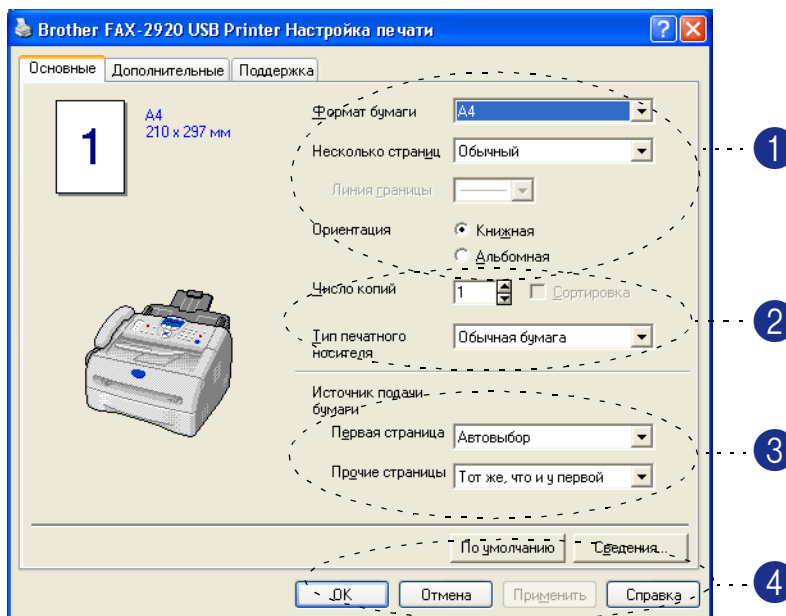 Brother FAX-2920 USB Printer Настройка печати
Основные Дополнительные Поддержка
1
A4
210 x 297 мм
Формат бумаги A4
Несколько страниц Обычный
Линия границы
Ориентация Книжная
Альбомная
1
Число копий 1 Сортировка
Тип печатного носителя Обычная бумага
2
Источник подачи
бумаги
Первая страница Автовыбор
Прочие страницы Тот же, что и у первой
3
По умолчанию Сведения...
OK Отмена Применить Справка
4